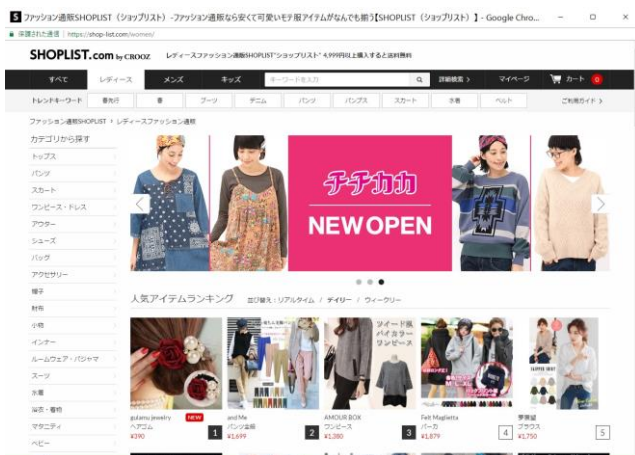 ファッション通販SHOPLIST（ショップリスト）-ファッション通販なら安くて可愛いモテ服アイテムがなんでも揃う【SHOPLIST（ショップリスト）】- Google Chro...
保護された通信 | https://shop-list.com/women/
SHOPLIST.com by CROOZ レディースファッション通販SHOPLIST"ショップリスト" 4,999円以上購入すると送料無料
すべて レディース メンズ キッズ キーワードを入力 詳細検索 マイページ カート 0
トレンドキーワード 春先行 春 ブーツ デニム パンツ パンプス スカート 水着 ベルト ご利用ガイド
ファッション通販SHOPLIST › レディースファッション通販
カテゴリから探す
トップス
パンツ
スカート
ワンピース・ドレス
アウター
シューズ
バッグ
アクセサリー
帽子
財布
小物
インナー
ルームウェア・パジャマ
スーツ
水着
浴衣・着物
マタニティ
ベビー
チチカカ
NEW OPEN
人気アイテムランキング 並び替え：リアルタイム / デイリー / ウィークリー
ツイード風
バイカラー
ワンピース
gulamu jewelry NEW
ヘアゴム
¥390
1
and Me
パンツ全般
¥1,699
2
AMOUR BOX
ワンピース
¥1,380
3
Felt Maglietta
パーカ
¥1,879
4
夢展望
ブラウス
¥1,750
5